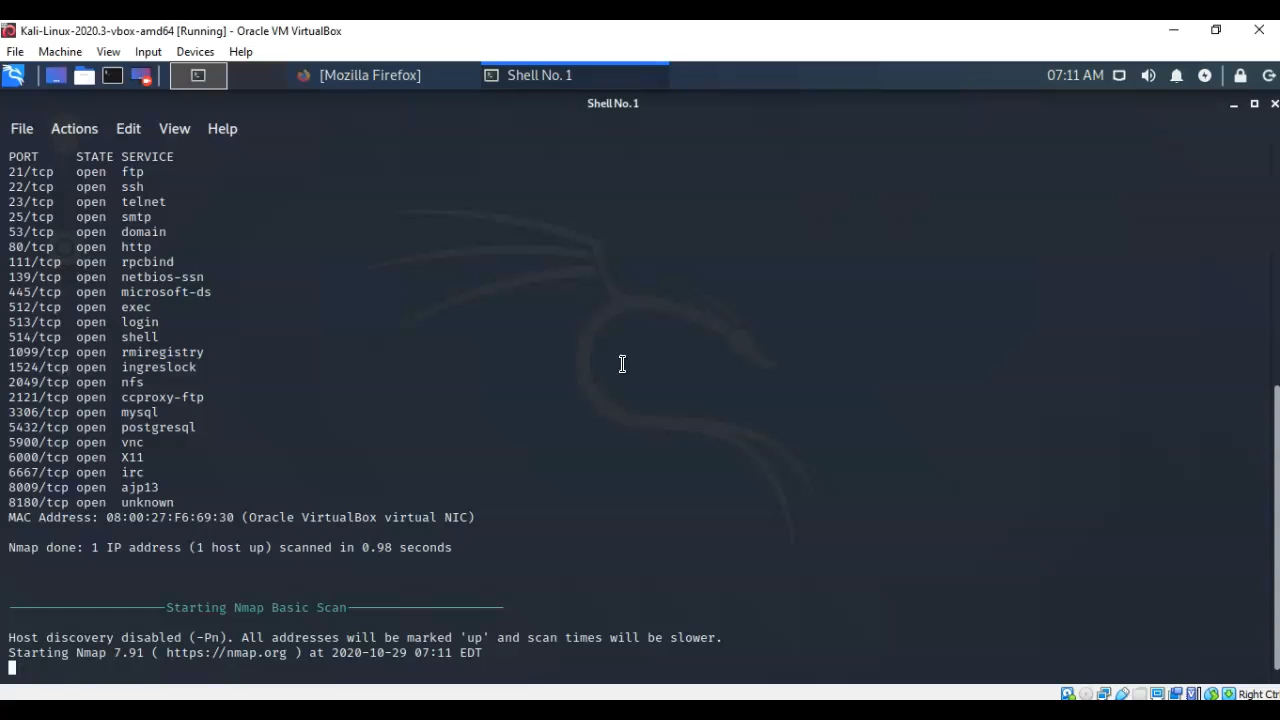 Kali-Linux-2020.3-vbox-amd64 [Running] - Oracle VM VirtualBox
File Machine View Input Devices Help
[Mozilla Firefox] Shell No. 1 07:11 AM
Shell No. 1
File Actions Edit View Help
PORT STATE SERVICE
21/tcp open ftp
22/tcp open ssh
23/tcp open telnet
25/tcp open smtp
53/tcp open domain
80/tcp open http
111/tcp open rpcbind
139/tcp open netbios-ssn
445/tcp open microsoft-ds
512/tcp open exec
513/tcp open login
514/tcp open shell
1099/tcp open rmiregistry
1524/tcp open ingreslock
2049/tcp open nfs
2121/tcp open ccproxy-ftp
3306/tcp open mysql
5432/tcp open postgresql
5900/tcp open vnc
6000/tcp open X11
6667/tcp open irc
8009/tcp open ajp13
8180/tcp open unknown
MAC Address: 08:00:27:F6:69:30 (Oracle VirtualBox virtual NIC)
Nmap done: 1 IP address (1 host up) scanned in 0.98 seconds
Starting Nmap Basic Scan
Host discovery disabled (-Pn). All addresses will be marked 'up' and scan times will be slower.
Starting Nmap 7.91 ( https://nmap.org ) at 2020-10-29 07:11 EDT
Right Ctr